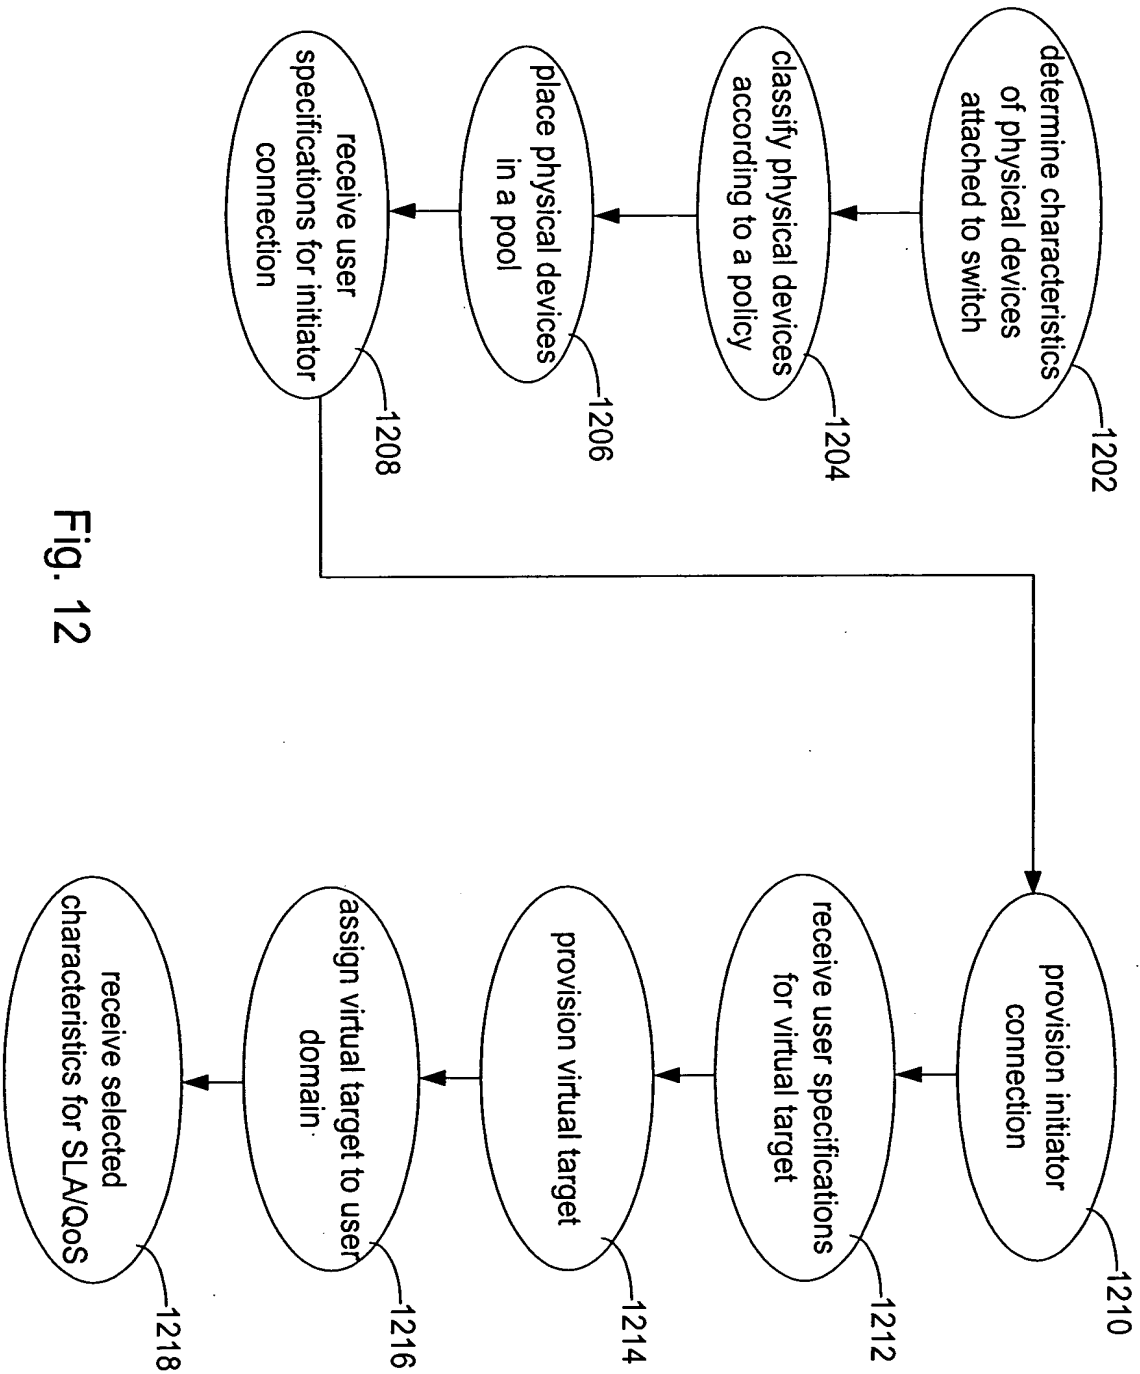 determine characteristics
of physical devices
attached to switch
1202
classify physical devices
according to a policy
1204
place physical devices
in a pool
1206
receive user
specifications for initiator
connection
1208
provision initiator
connection
1210
receive user specifications
for virtual target
1212
provision virtual target
1214
assign virtual target to user
domain
1216
receive selected
characteristics for SLA/QoS
1218
Fig. 12